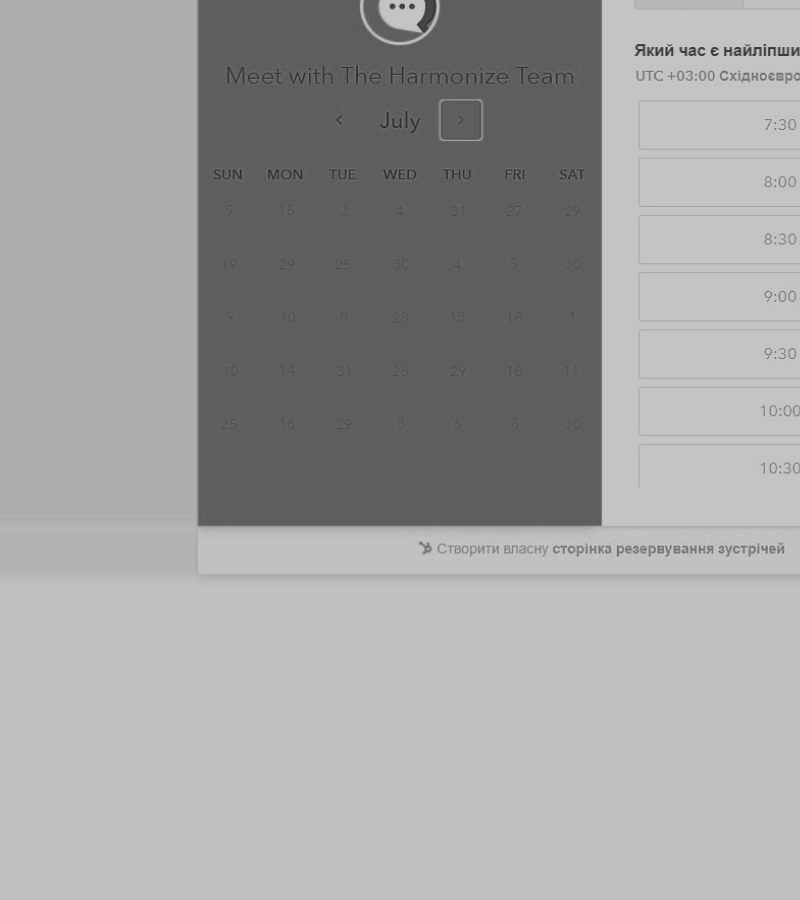 Meet with The Harmonize Team
July
SUN MON TUE WED THU FRI SAT
9 15 2 4 31 27 29
19 29 25 30 4 5 30
9 10 8 28 13 18 1
10 14 31 28 29 18 11
25 16 29 8 6 8 30
Який час є найліпши
UTC +03:00 Східноєвро
7:30
8:00
8:30
9:00
9:30
10:00
10:30
Створити власну сторінка резервування зустрічей